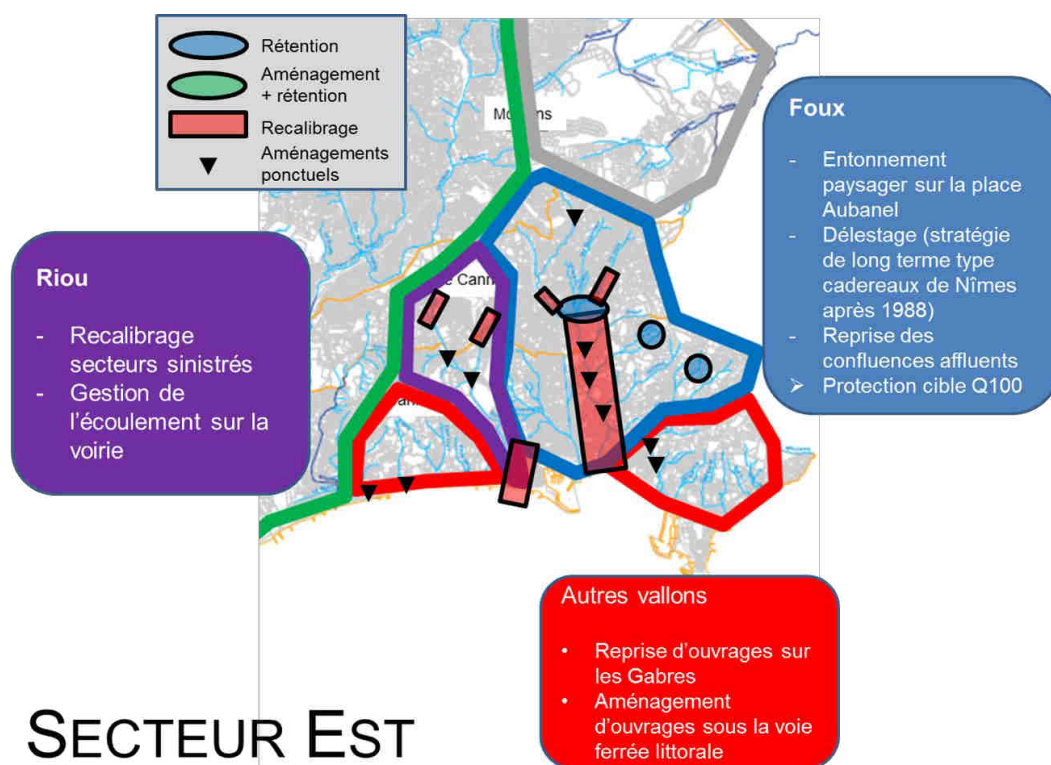 Rétention
Aménagement
+ rétention
Recalibrage
Aménagements
ponctuels
Foux
- Entonnement
paysager sur la place
Aubanel
- Délestage (stratégie
de long terme type
cadereaux de Nîmes
après 1988)
- Reprise des
confluences affluents
➢ Protection cible Q100
Riou
- Recalibrage
secteurs sinistrés
- Gestion de
l'écoulement sur la
voirie
Autres vallons
• Reprise d'ouvrages sur
les Gabres
• Aménagement
d'ouvrages sous la voie
ferrée littorale
SECTEUR EST